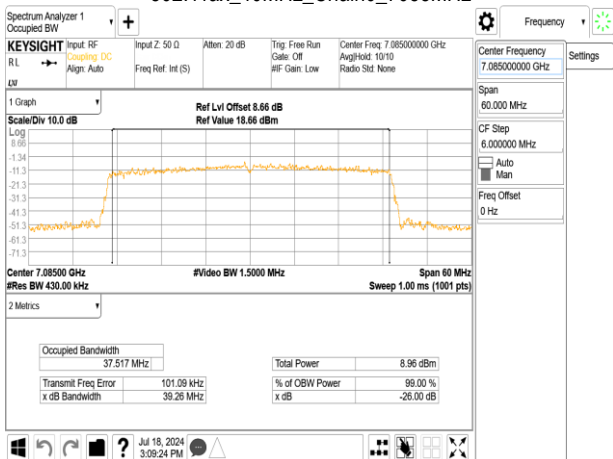 Spectrum Analyzer 1
Occupied BW
Frequency
KEYSIGHT
RL
Input: RF
Coupling: DC
Align: Auto
Input Z: 50 Ω
Freq Ref: Int (S)
Atten: 20 dB
Trig: Free Run
Gate: Off
#IF Gain: Low
Center Freq: 7.085000000 GHz
Avg|Hold: 10/10
Radio Std: None
Center Frequency
7.085000000 GHz
Settings
Span
60.000 MHz
CF Step
6.000000 MHz
Auto
Man
Freq Offset
0 Hz
1 Graph
Scale/Div 10.0 dB
Ref Lvl Offset 8.66 dB
Ref Value 18.66 dBm
Log
8.66
-1.34
-11.3
-21.3
-31.3
-41.3
-51.3
-61.3
-71.3
Center 7.08500 GHz
#Video BW 1.5000 MHz
Span 60 MHz
#Res BW 430.00 kHz
Sweep 1.00 ms (1001 pts)
2 Metrics
Occupied Bandwidth
37.517 MHz
Total Power 8.96 dBm
Transmit Freq Error 101.09 kHz
% of OBW Power 99.00 %
x dB Bandwidth 39.26 MHz
x dB -26.00 dB
?
Jul 18, 2024
3:09:24 PM